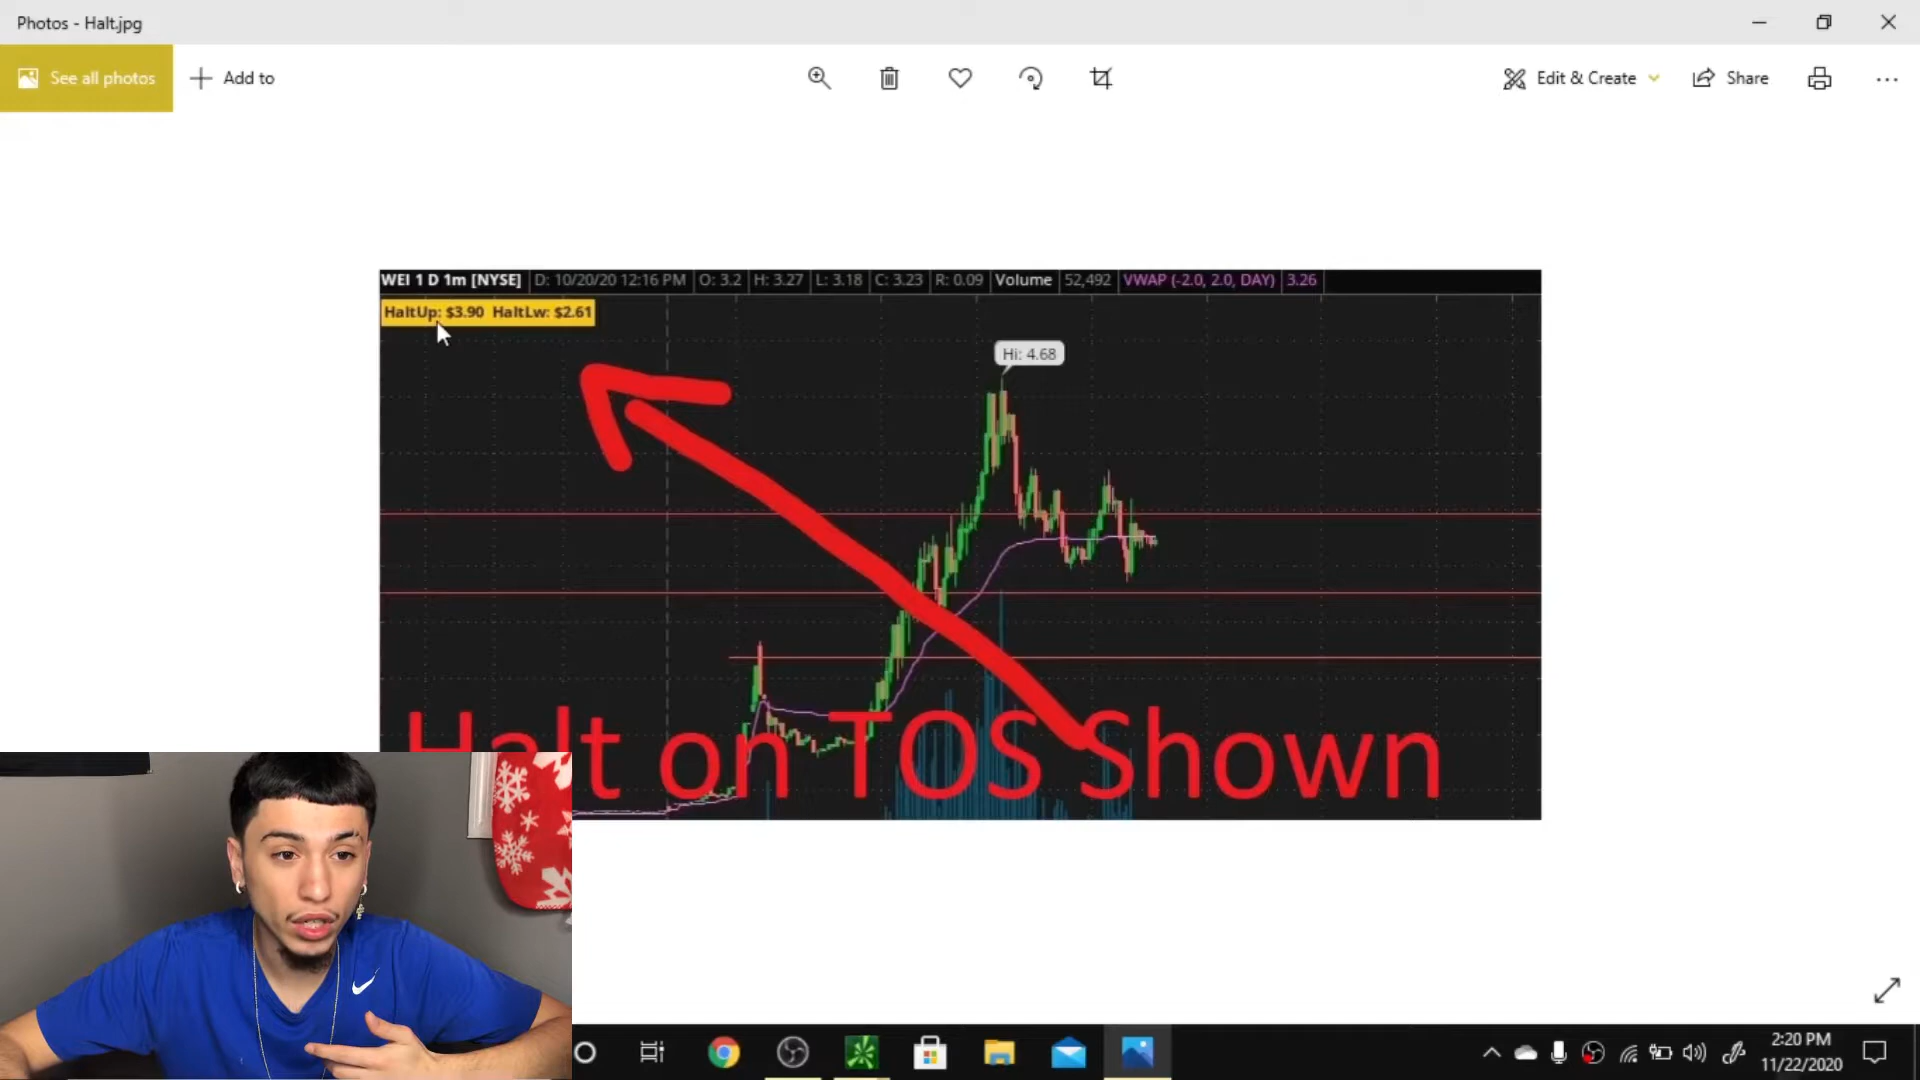 Photos - Halt.jpg
See all photos
Add to
Edit & Create
Share
WEI 1 D 1m [NYSE] D: 10/20/20 12:16 PM O: 3.2 H: 3.27 L: 3.18 C: 3.23 R: 0.09 Volume 52,492 VWAP (-2.0, 2.0, DAY) 3.26
HaltUp: $3.90 HaltLw: $2.61
Hi: 4.68
Halt on TOS Shown
2:20 PM
11/22/2020